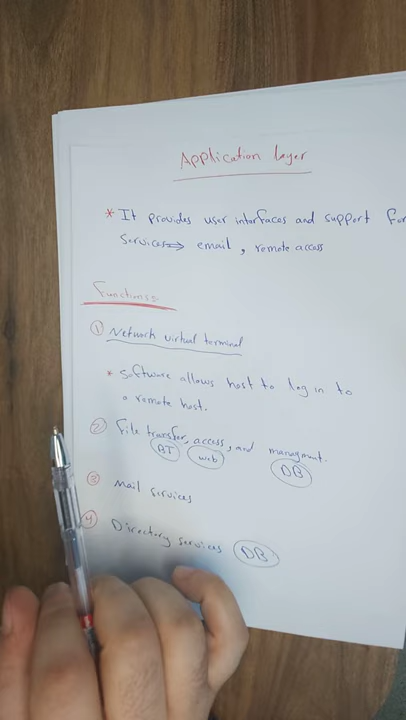 Application layer
* It provides user interfaces and support for
Services⇒ email, remote access
Functions:
① Network virtual terminal
* Software allows host to log in to
a remote host.
② File transfer, access, and managment.
BT web DB
③ Mail services
④ Directory services DB